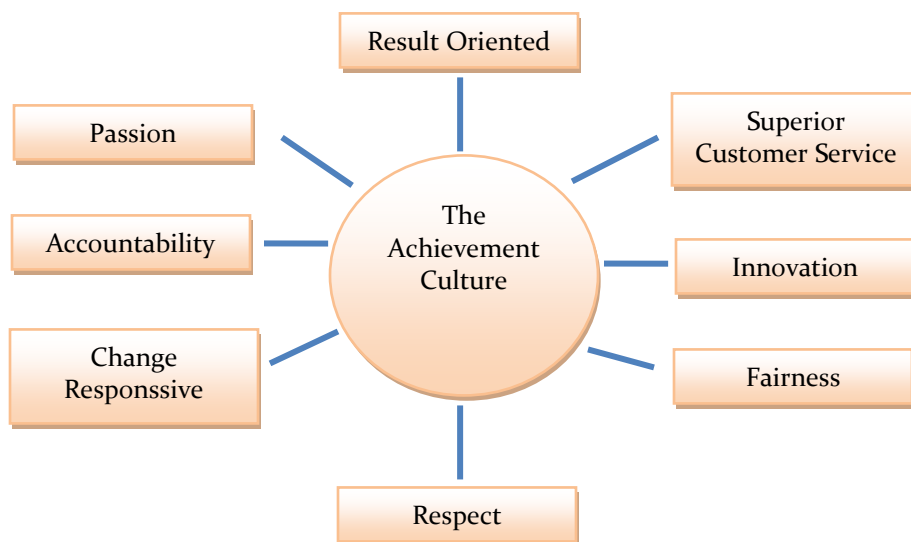 Result Oriented
Passion
Superior
Customer Service
The
Achievement
Culture
Accountability
Innovation
Change
Responssive
Fairness
Respect